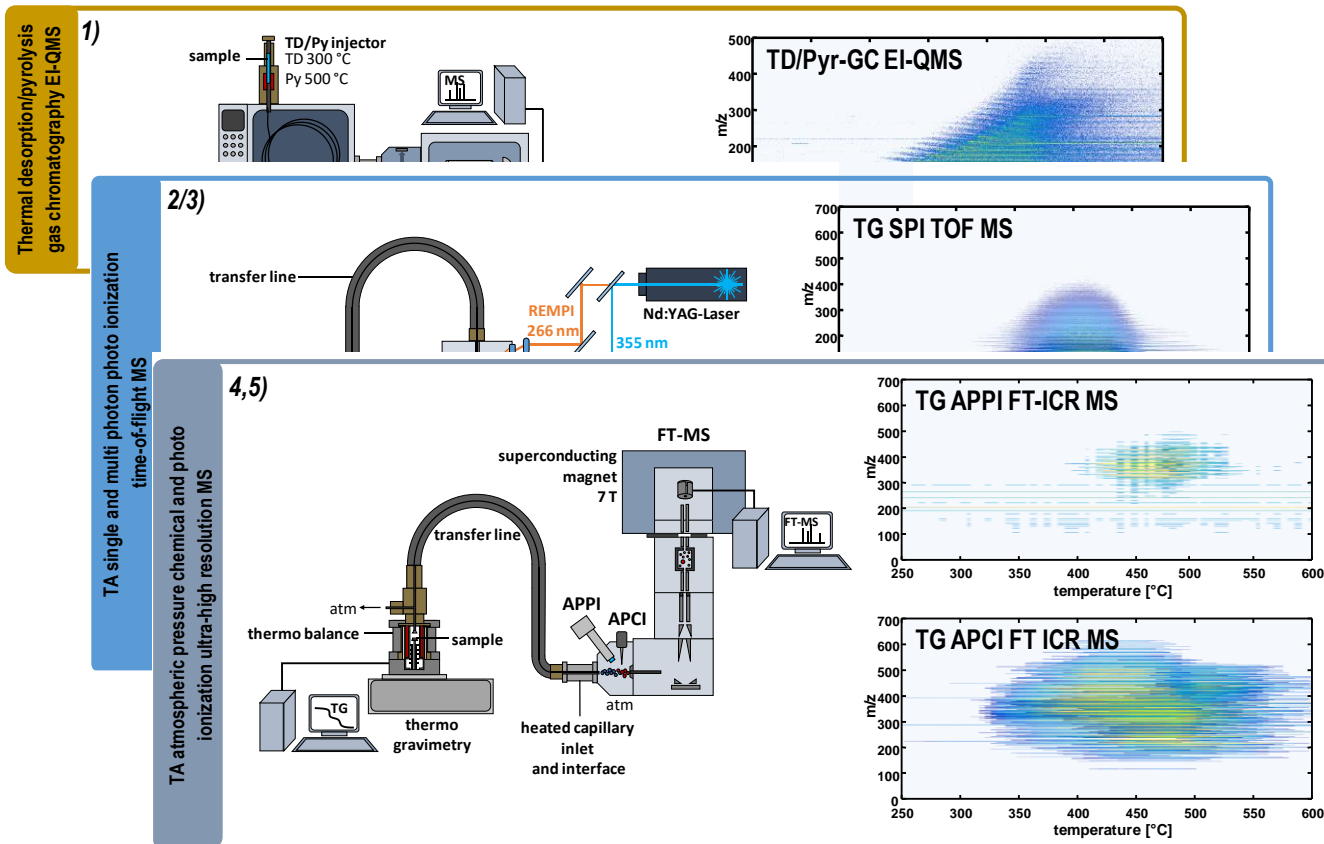 Thermal desorption/pyrolysis
gas chromatography EI-QMS
1)
sample
TD/Py injector
TD 300 °C
Py 500 °C
MS
TD/Pyr-GC EI-QMS
500
400
300
200
m/z
TA single and multi photon photo ionization
time-of-flight MS
2/3)
transfer line
REMPI
266 nm
Nd:YAG-Laser
355 nm
TG SPI TOF MS
700
600
500
400
300
200
m/z
TA atmospheric pressure chemical and photo
ionization ultra-high resolution MS
4,5)
FT-MS
superconducting
magnet
7 T
transfer line
FT-MS
atm
thermo balance
sample
APPI
APCI
atm
TG
thermo
gravimetry
heated capillary
inlet
and interface
TG APPI FT-ICR MS
700
600
500
400
300
200
100
0
m/z
250 300 350 400 450 500 550 600
temperature [°C]
TG APCI FT ICR MS
700
600
500
400
300
200
100
0
m/z
250 300 350 400 450 500 550 600
temperature [°C]